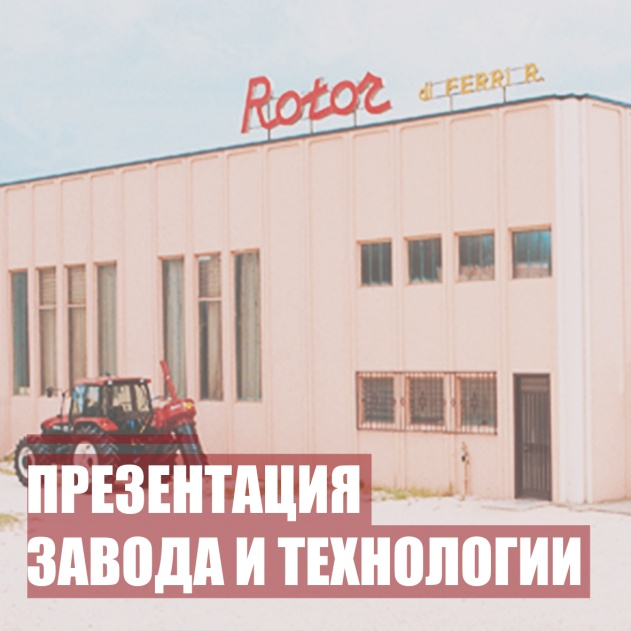 Rotor di FERRI R.
ПРЕЗЕНТАЦИЯ
ЗАВОДА И ТЕХНОЛОГИИ